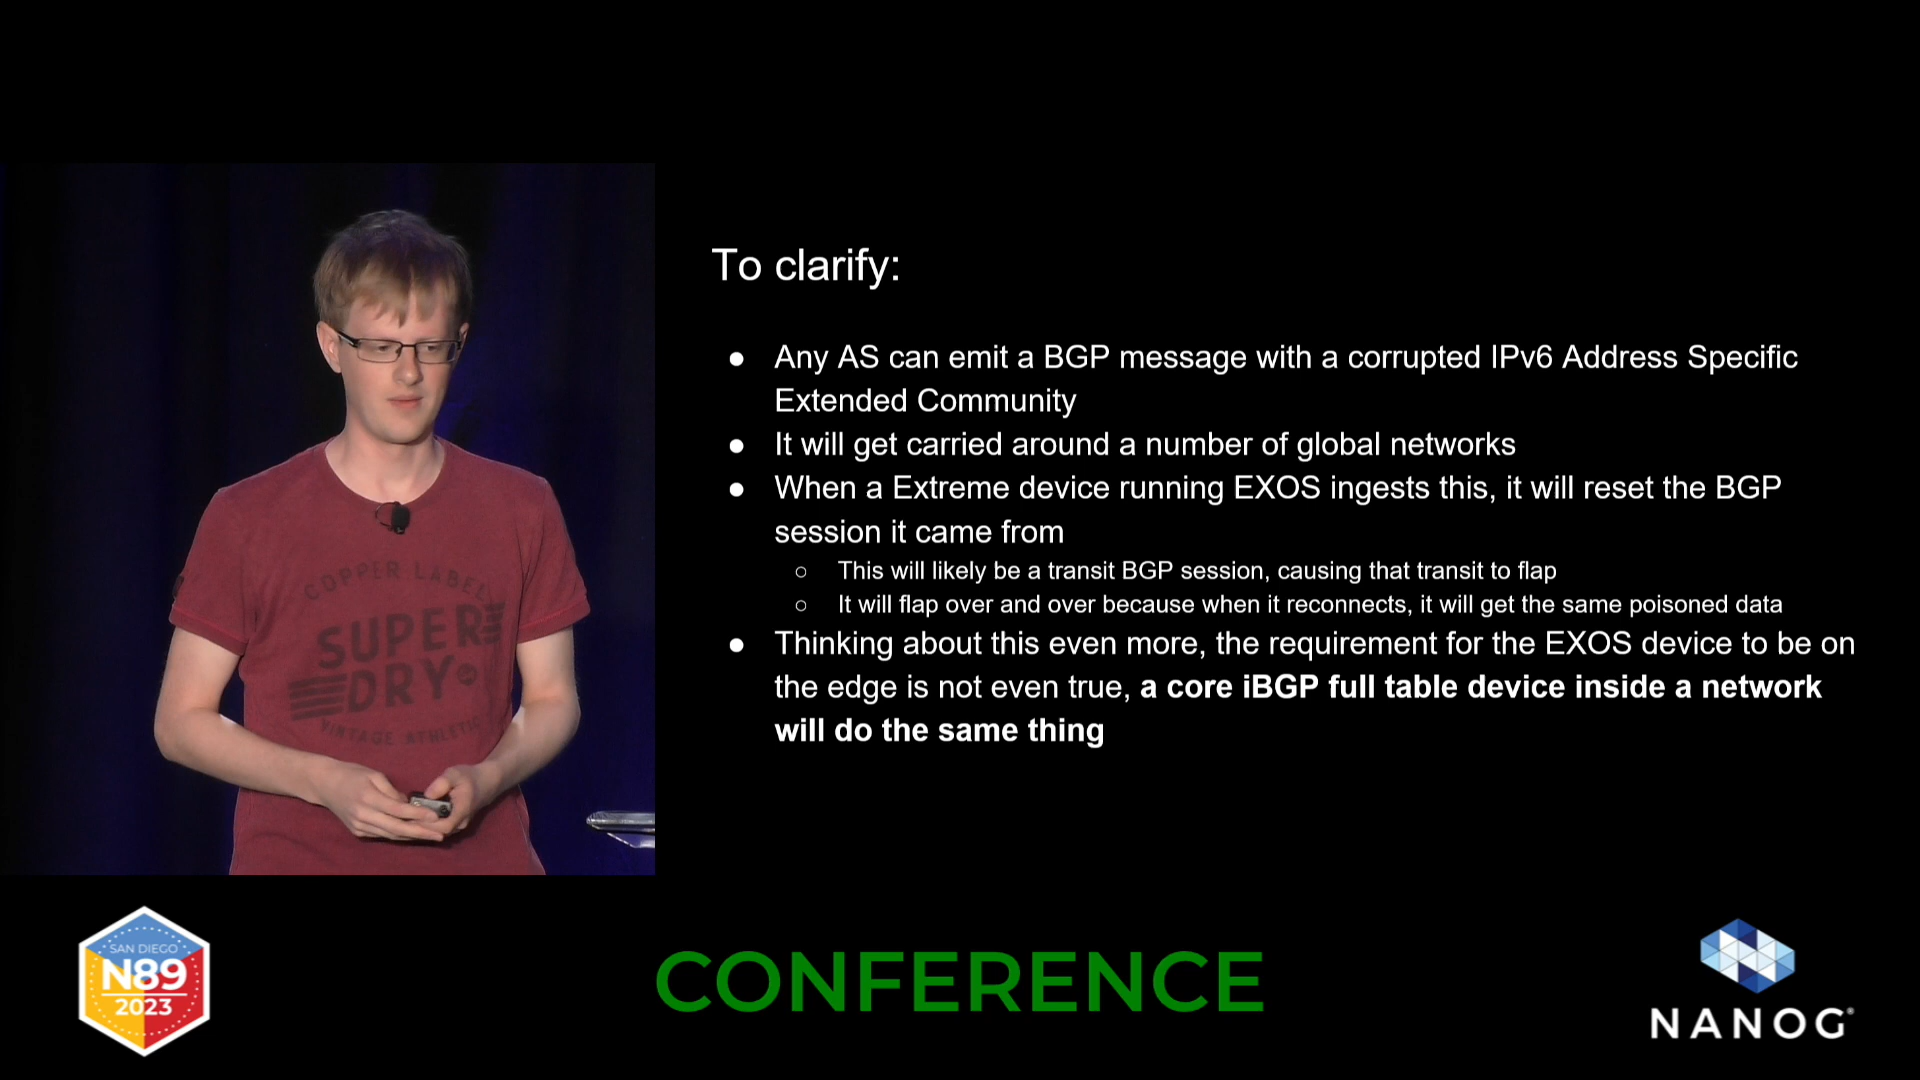 To clarify:
● Any AS can emit a BGP message with a corrupted IPv6 Address Specific
Extended Community
● It will get carried around a number of global networks
● When a Extreme device running EXOS ingests this, it will reset the BGP
session it came from
○ This will likely be a transit BGP session, causing that transit to flap
○ It will flap over and over because when it reconnects, it will get the same poisoned data
● Thinking about this even more, the requirement for the EXOS device to be on
the edge is not even true, a core iBGP full table device inside a network
will do the same thing
COPPER LABEL
SUPER
DRY
VINTAGE ATHLETIC
SAN DIEGO
N89
2023
CONFERENCE
NANOG®